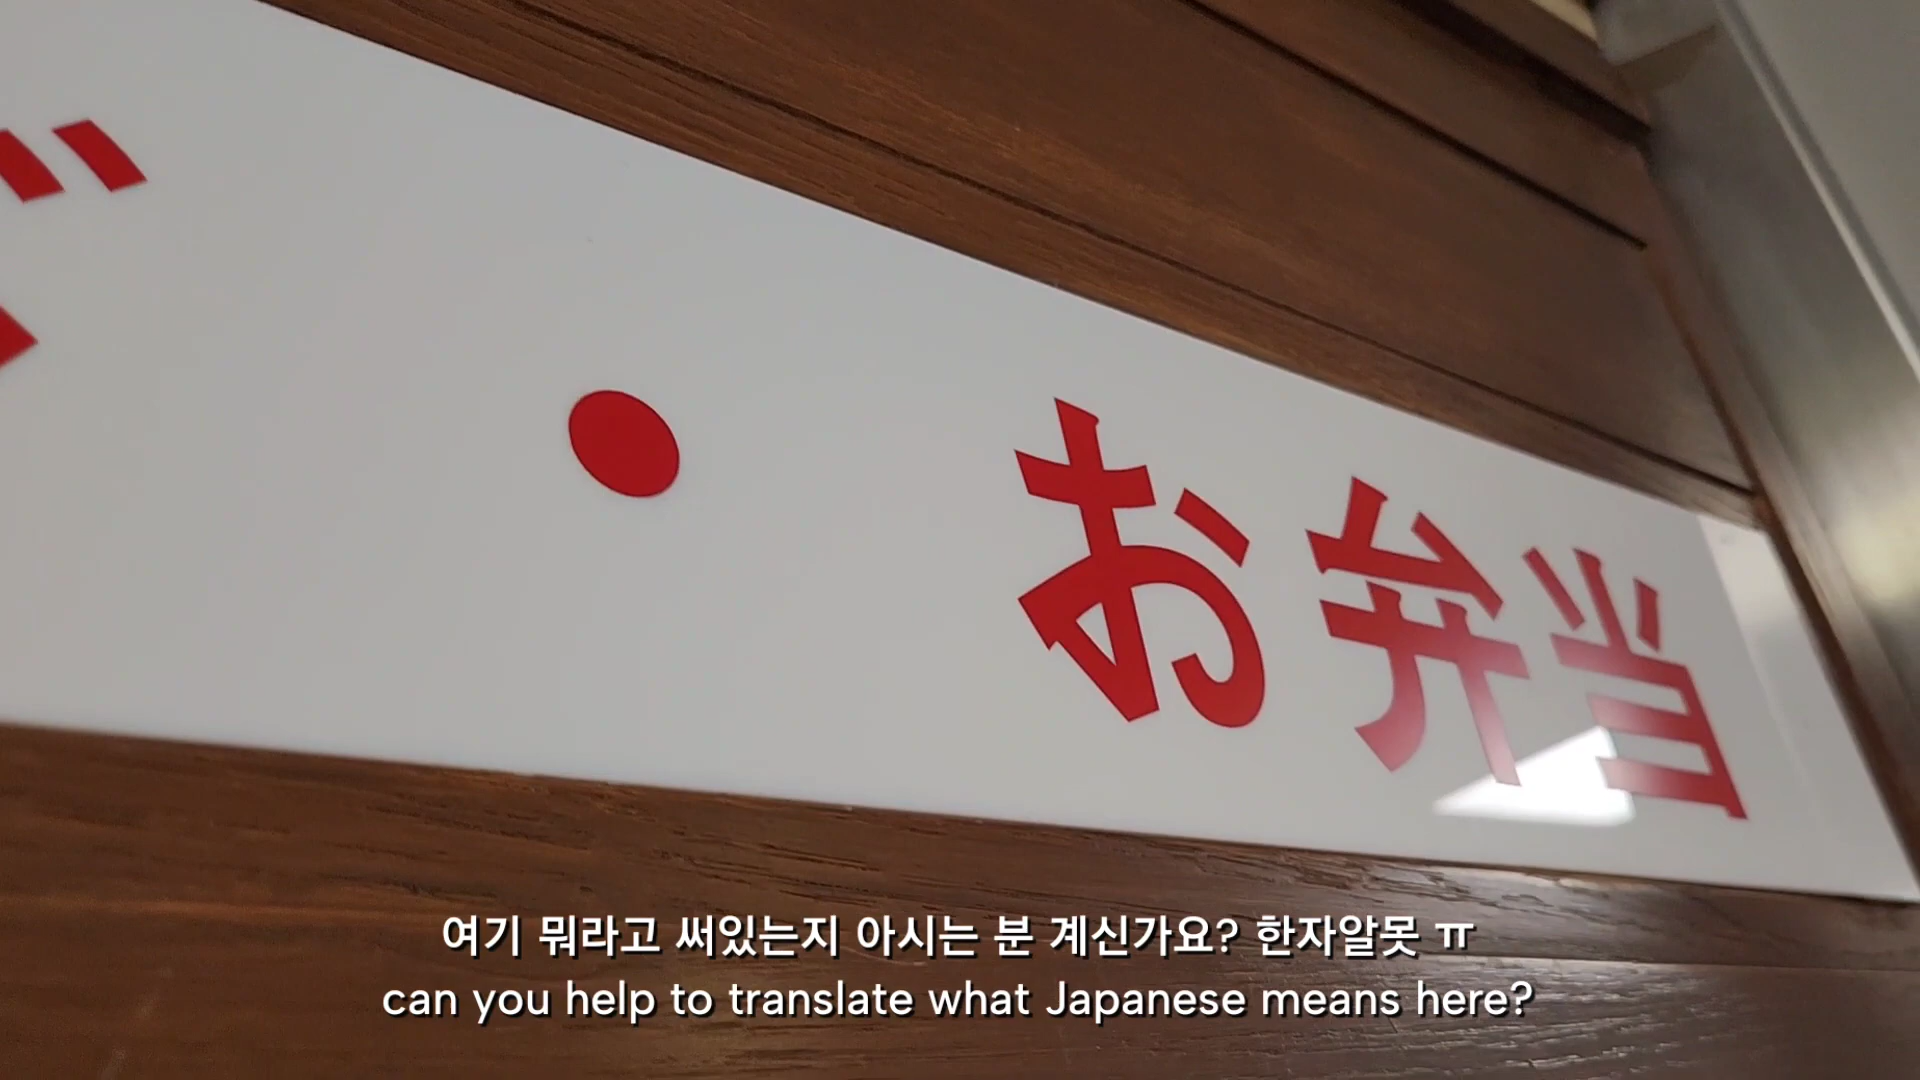 ・お弁当
여기 뭐라고 써있는지 아시는 분 계신가요? 한자알못 ㅠ
can you help to translate what Japanese means here?